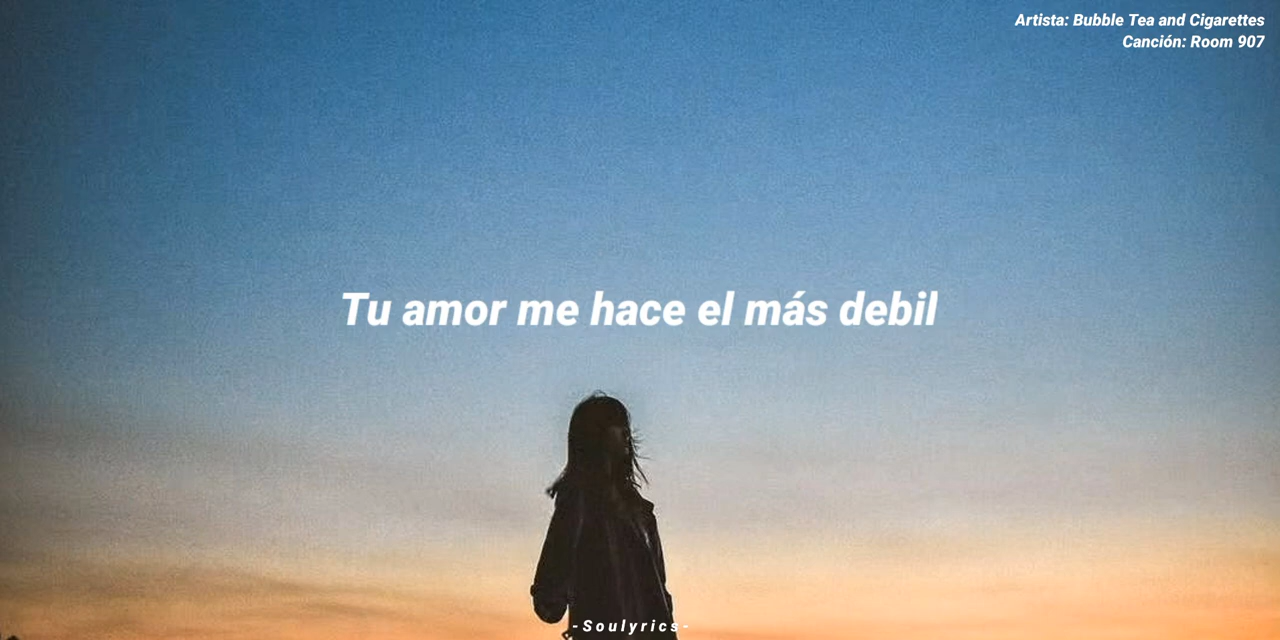 Artista: Bubble Tea and Cigarettes
Canción: Room 907
Tu amor me hace el más debil
-Soulyrics-